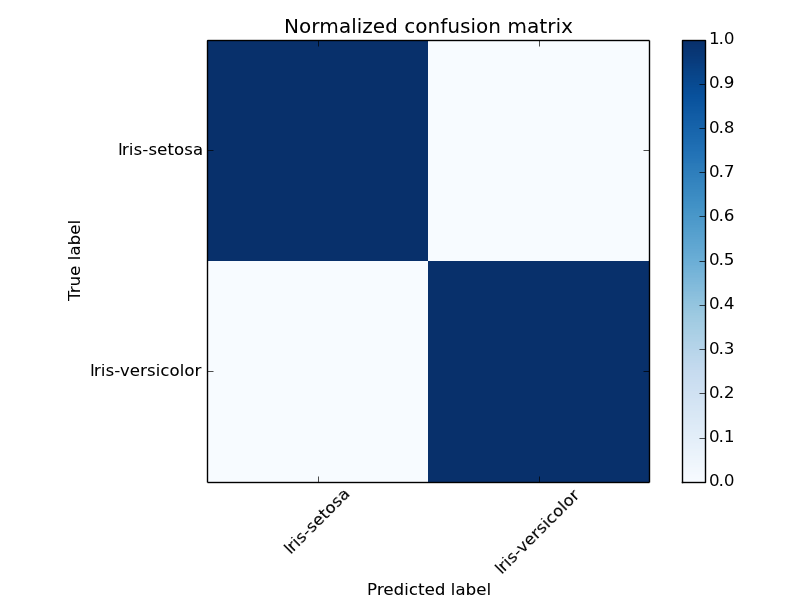 Normalized confusion matrix
Iris-setosa
Iris-versicolor
True label
Iris-setosa
Iris-versicolor
Predicted label
1.0
0.9
0.8
0.7
0.6
0.5
0.4
0.3
0.2
0.1
0.0